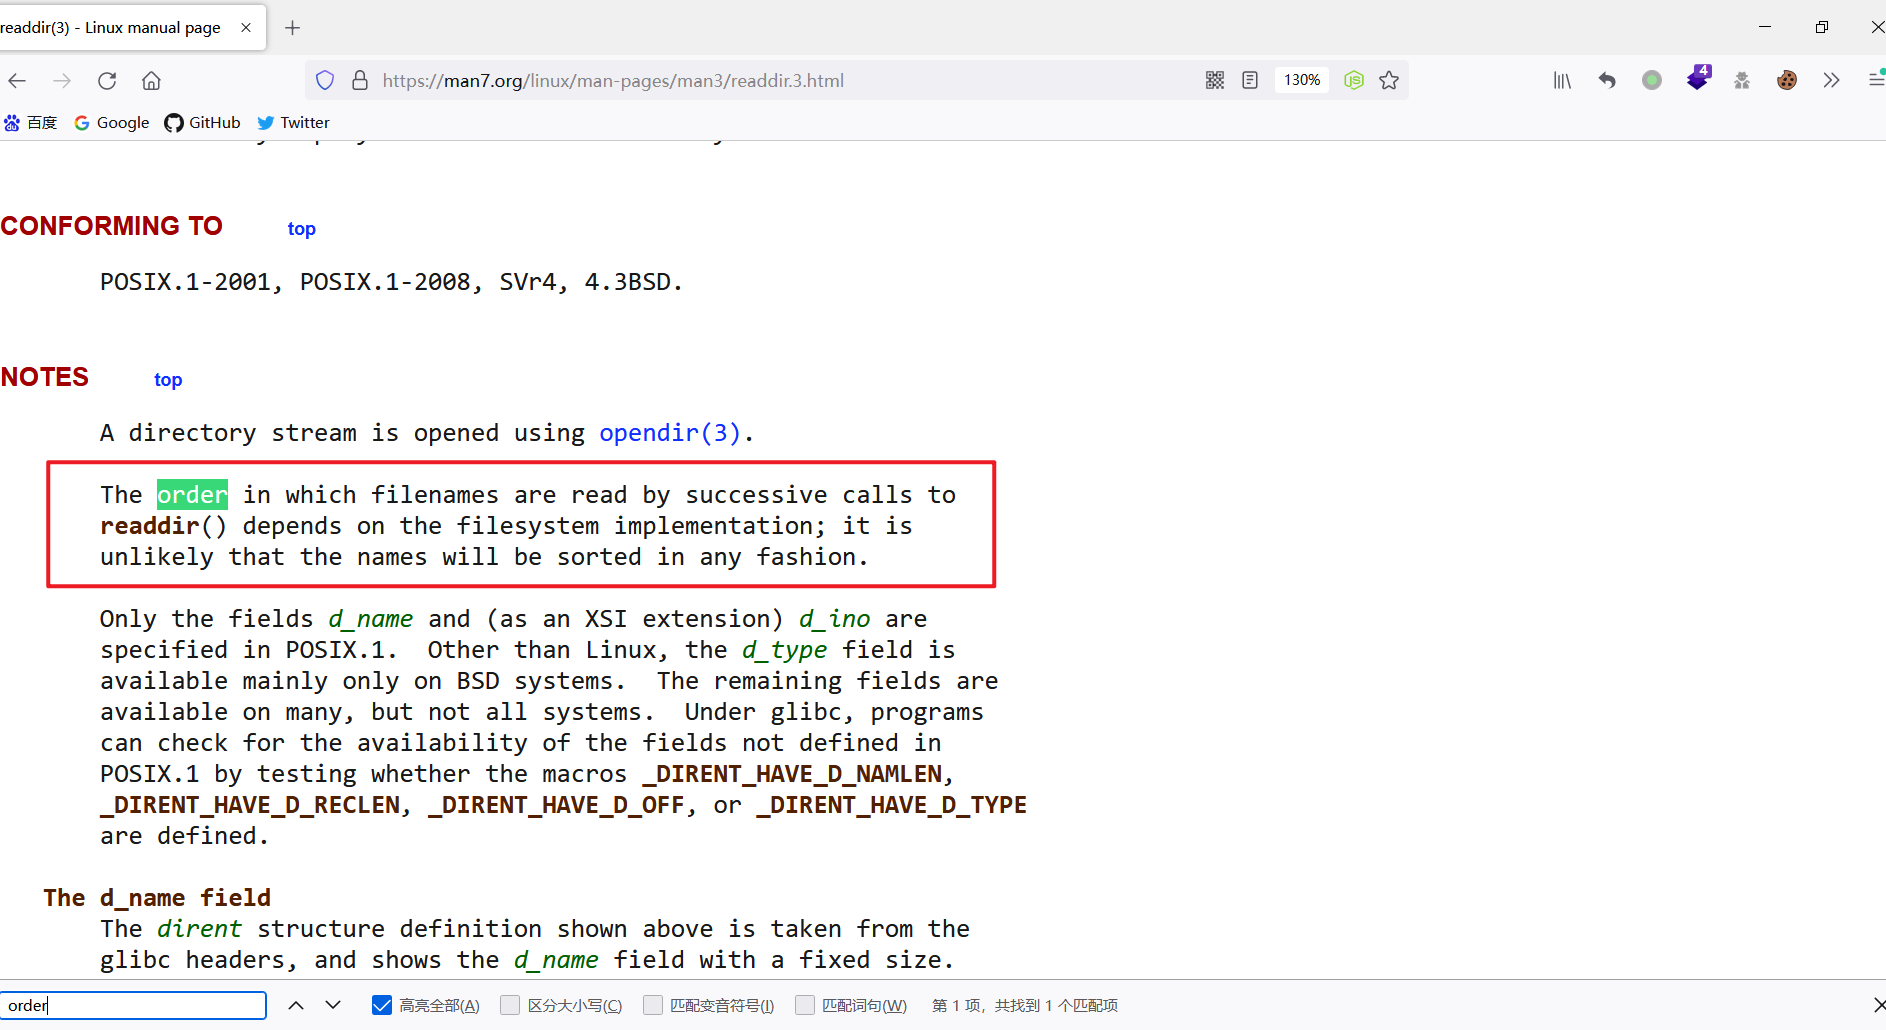 readdir(3) - Linux manual page
https://man7.org/linux/man-pages/man3/readdir.3.html
130%
4
百度 Google GitHub Twitter
CONFORMING TO top
POSIX.1-2001, POSIX.1-2008, SVr4, 4.3BSD.
NOTES top
A directory stream is opened using opendir(3).
The order in which filenames are read by successive calls to
readdir() depends on the filesystem implementation; it is
unlikely that the names will be sorted in any fashion.
Only the fields d_name and (as an XSI extension) d_ino are
specified in POSIX.1.  Other than Linux, the d_type field is
available mainly only on BSD systems.  The remaining fields are
available on many, but not all systems.  Under glibc, programs
can check for the availability of the fields not defined in
POSIX.1 by testing whether the macros _DIRENT_HAVE_D_NAMLEN,
_DIRENT_HAVE_D_RECLEN, _DIRENT_HAVE_D_OFF, or _DIRENT_HAVE_D_TYPE
are defined.
The d_name field
The dirent structure definition shown above is taken from the
glibc headers, and shows the d_name field with a fixed size.
order 高亮全部(A) 区分大小写(C) 匹配变音符号(I) 匹配词句(W) 第 1 项，共找到 1 个匹配项